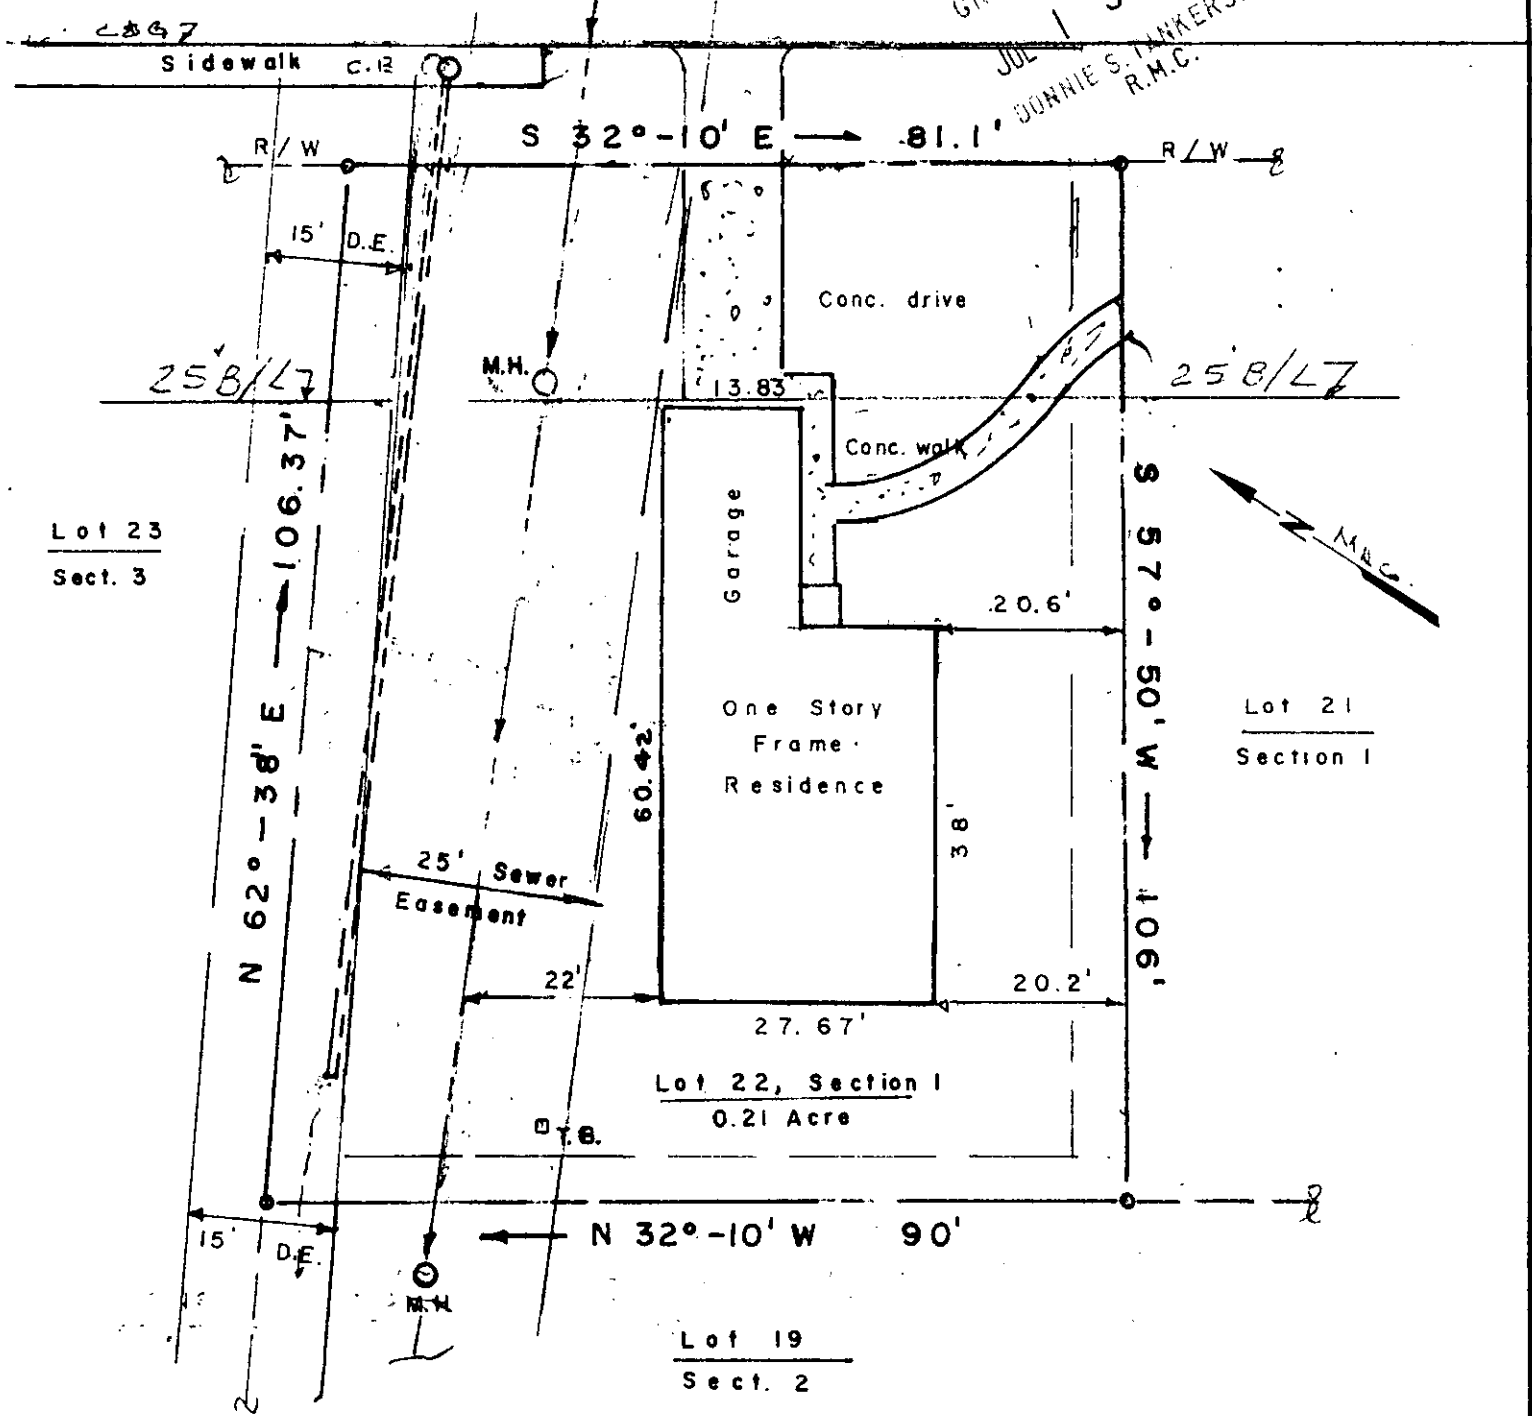 JUL 1
DONNIE S. TANKERS
R.M.C.
C&G
Sidewalk C.B
S 32°-10' E 81.1'
R/W
R/W
15' D.E.
Conc. drive
M.H.
25' B/L
13.83
25' B/L
Conc. walk
N 62°-38" E 106.37'
S 57°-50' W 106'
Lot 23
Sect. 3
Garage
N MAG.
20.6'
One Story
Frame
Residence
Lot 21
Section 1
60.42'
38'
25' Sewer
Easement
22'
20.2'
27.67'
Lot 22, Section 1
0.21 Acre
T.B.
N 32°-10' W 90'
15' D.E.
M.H.
Lot 19
Sect. 2